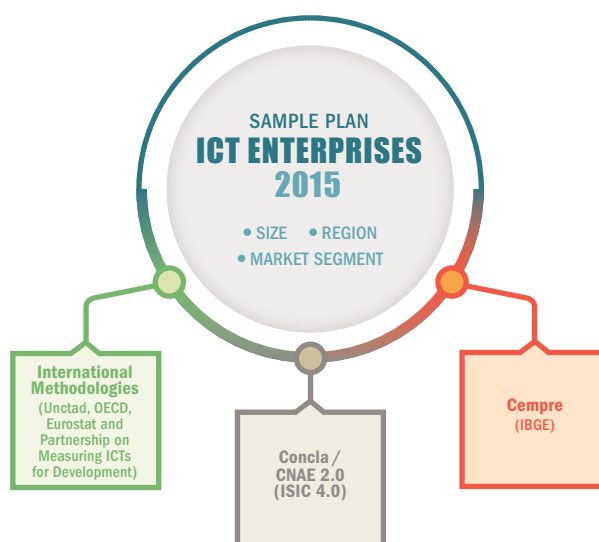 SAMPLE PLAN
ICT ENTERPRISES
2015
• SIZE • REGION
• MARKET SEGMENT
International
Methodologies
(Unctad, OECD,
Eurostat and
Partnership on
Measuring ICTs
for Development)
Concla /
CNAE 2.0
(ISIC 4.0)
Cempre
(IBGE)